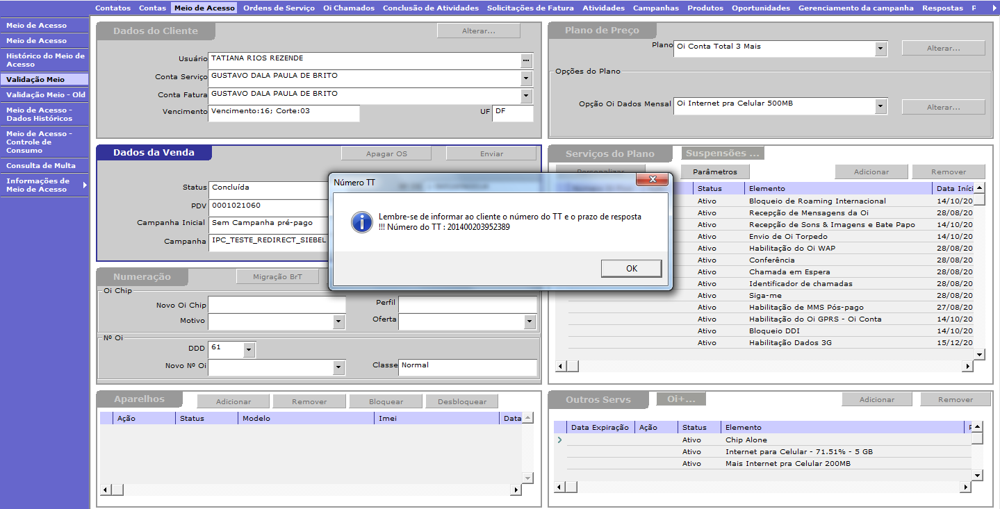 Contatos Contas Meio de Acesso Ordens de Serviço Oi Chamados Conclusão de Atividades Solicitações de Fatura Atividades Campanhas Produtos Oportunidades Gerenciamento da campanha Respostas
Meio de Acesso
Meio de Acesso
Histórico do Meio de
Acesso
Validação Meio
Validação Meio - Old
Meio de Acesso -
Dados Históricos
Meio de Acesso -
Controle de
Consumo
Consulta de Multa
Informações de
Meio de Acesso
Dados do Cliente Alterar...
Usuário TATIANA RIOS REZENDE
Conta Serviço GUSTAVO DALA PAULA DE BRITO
Conta Fatura GUSTAVO DALA PAULA DE BRITO
Vencimento Vencimento:16; Corte:03 UF DF
Plano de Preço
Plano Oi Conta Total 3 Mais Alterar...
Opções do Plano
Opção Oi Dados Mensal Oi Internet pra Celular 500MB Alterar...
Dados da Venda Apagar OS Enviar
Status Concluída
PDV 0001021060
Campanha Inicial Sem Campanha pré-pago
Campanha IPC_TESTE_REDIRECT_SIEBEL
Número TT
Lembre-se de informar ao cliente o número do TT e o prazo de resposta
!!! Número do TT : 201400203952389
OK
Serviços do Plano Suspensões ...
Personalizar Parâmetros Adicionar Remover
Status Elemento Data Iníci
Ativo Bloqueio de Roaming Internacional 14/10/20
Ativo Recepção de Mensagens da Oi 28/08/20
Ativo Recepção de Sons & Imagens e Bate Papo 14/10/20
Ativo Envio de Oi Torpedo 14/10/20
Ativo Habilitação do Oi WAP 28/08/20
Ativo Conferência 28/08/20
Ativo Chamada em Espera 28/08/20
Ativo Identificador de chamadas 28/08/20
Ativo Siga-me 28/08/20
Ativo Habilitação de MMS Pós-pago 27/08/20
Ativo Habilitação do Oi GPRS - Oi Conta 14/10/20
Ativo Bloqueio DDI 14/10/20
Ativo Habilitação Dados 3G 15/12/20
Numeração Migração BrT
Oi Chip
Novo Oi Chip Perfil
Motivo Oferta
Nº Oi
DDD 61
Novo Nº Oi Classe Normal
Aparelhos Adicionar Remover Bloquear Desbloquear
Ação Status Modelo Imei Data
Outros Servs Oi+... Adicionar Remover
Data Expiração Ação Status Elemento
Ativo Chip Alone
Ativo Internet para Celular - 71.51% - 5 GB
Ativo Mais Internet pra Celular 200MB